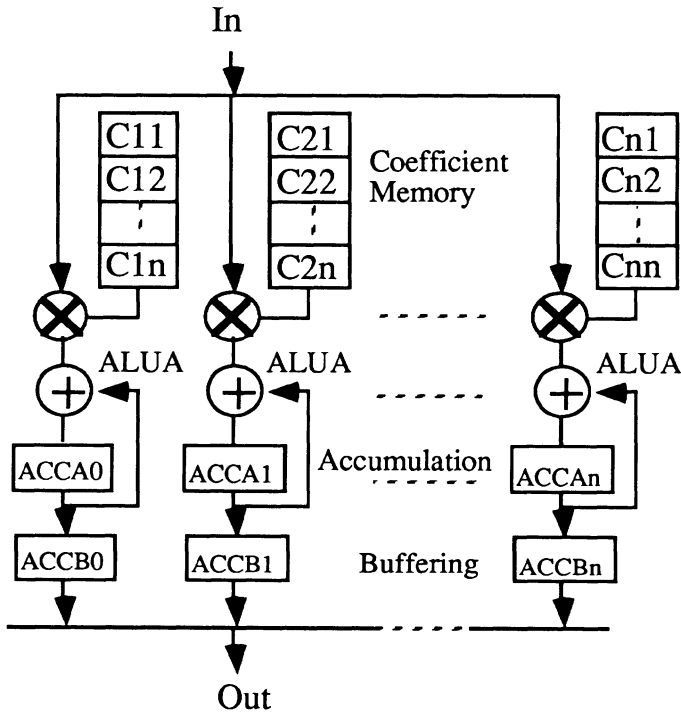 In
C11
C12
C1n
C21
C22
C2n
Coefficient
Memory
Cn1
Cn2
Cnn
ALUA
ALUA
ALUA
ACCA0
ACCA1
Accumulation
ACCAn
ACCB0
ACCB1
Buffering
ACCBn
Out